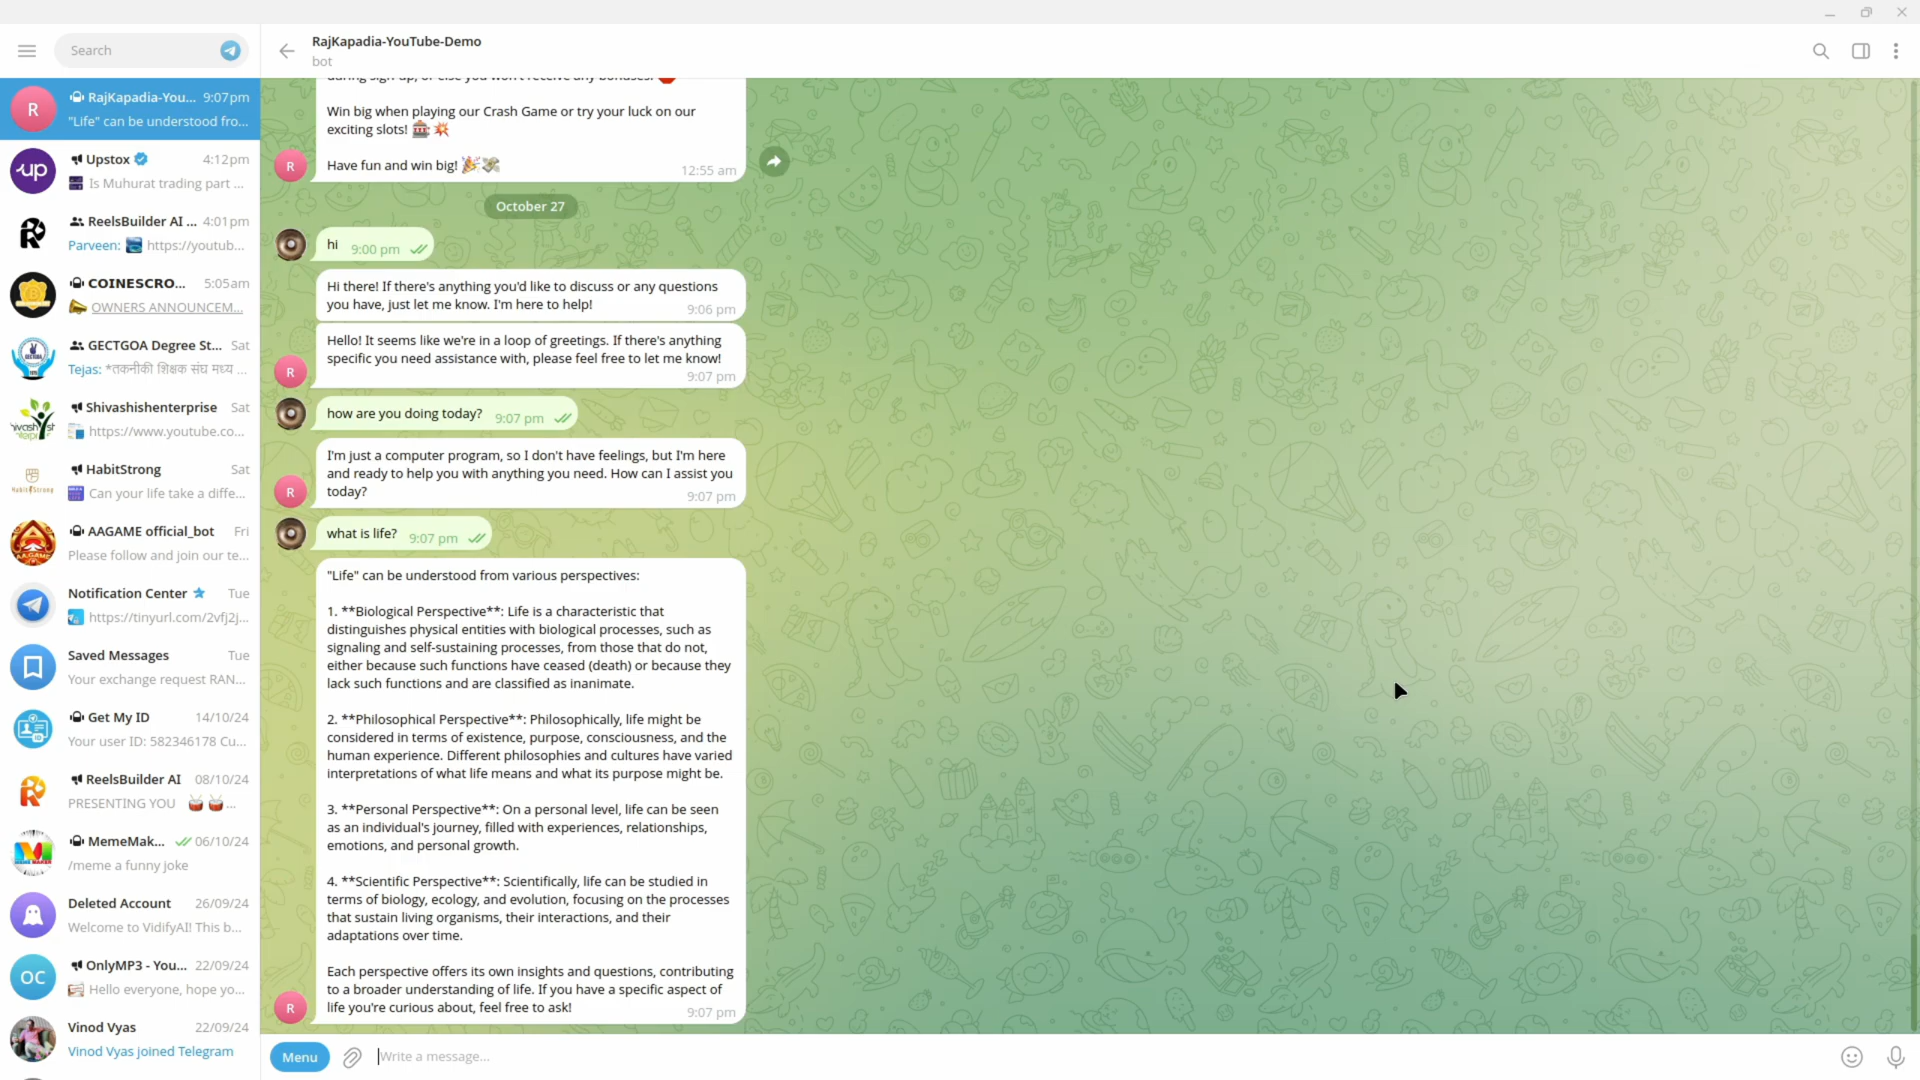 Search
RajKapadia-You... 9:07pm
"Life" can be understood fro...
Upstox 4:12pm
Is Muhurat trading part ...
ReelsBuilder AI ... 4:01pm
Parveen: https://youtub...
COINESCRO... 5:05am
OWNERS ANNOUNCEM...
GECTGOA Degree St... Sat
Tejas: *तकनीकी शिक्षक संघ मध्य ...
Shivashishenterprise Sat
https://www.youtube.co...
HabitStrong Sat
Can your life take a diffe...
AAGAME official_bot Fri
Please follow and join our te...
Notification Center Tue
https://tinyurl.com/2vfj2j...
Saved Messages Tue
Your exchange request RAN...
Get My ID 14/10/24
Your user ID: 582346178 Cu...
ReelsBuilder AI 08/10/24
PRESENTING YOU ...
MemeMak... 06/10/24
/meme a funny joke
Deleted Account 26/09/24
Welcome to VidifyAI! This b...
OC
OnlyMP3 - You... 22/09/24
Hello everyone, hope yo...
Vinod Vyas 22/09/24
Vinod Vyas joined Telegram
RajKapadia-YouTube-Demo
bot
during sign-up, or else you won't receive any bonuses!
Win big when playing our Crash Game or try your luck on our
exciting slots! 🎰💥
Have fun and win big! 🎉💸
12:55 am
R
October 27
hi 9:00 pm
Hi there! If there's anything you'd like to discuss or any questions
you have, just let me know. I'm here to help!
9:06 pm
Hello! It seems like we're in a loop of greetings. If there's anything
specific you need assistance with, please feel free to let me know!
9:07 pm
R
how are you doing today? 9:07 pm
I'm just a computer program, so I don't have feelings, but I'm here
and ready to help you with anything you need. How can I assist you
today?
9:07 pm
R
what is life? 9:07 pm
"Life" can be understood from various perspectives:
1. **Biological Perspective**: Life is a characteristic that
distinguishes physical entities with biological processes, such as
signaling and self-sustaining processes, from those that do not,
either because such functions have ceased (death) or because they
lack such functions and are classified as inanimate.
2. **Philosophical Perspective**: Philosophically, life might be
considered in terms of existence, purpose, consciousness, and the
human experience. Different philosophies and cultures have varied
interpretations of what life means and what its purpose might be.
3. **Personal Perspective**: On a personal level, life can be seen
as an individual's journey, filled with experiences, relationships,
emotions, and personal growth.
4. **Scientific Perspective**: Scientifically, life can be studied in
terms of biology, ecology, and evolution, focusing on the processes
that sustain living organisms, their interactions, and their
adaptations over time.
Each perspective offers its own insights and questions, contributing
to a broader understanding of life. If you have a specific aspect of
life you're curious about, feel free to ask!
9:07 pm
R
Menu
Write a message...